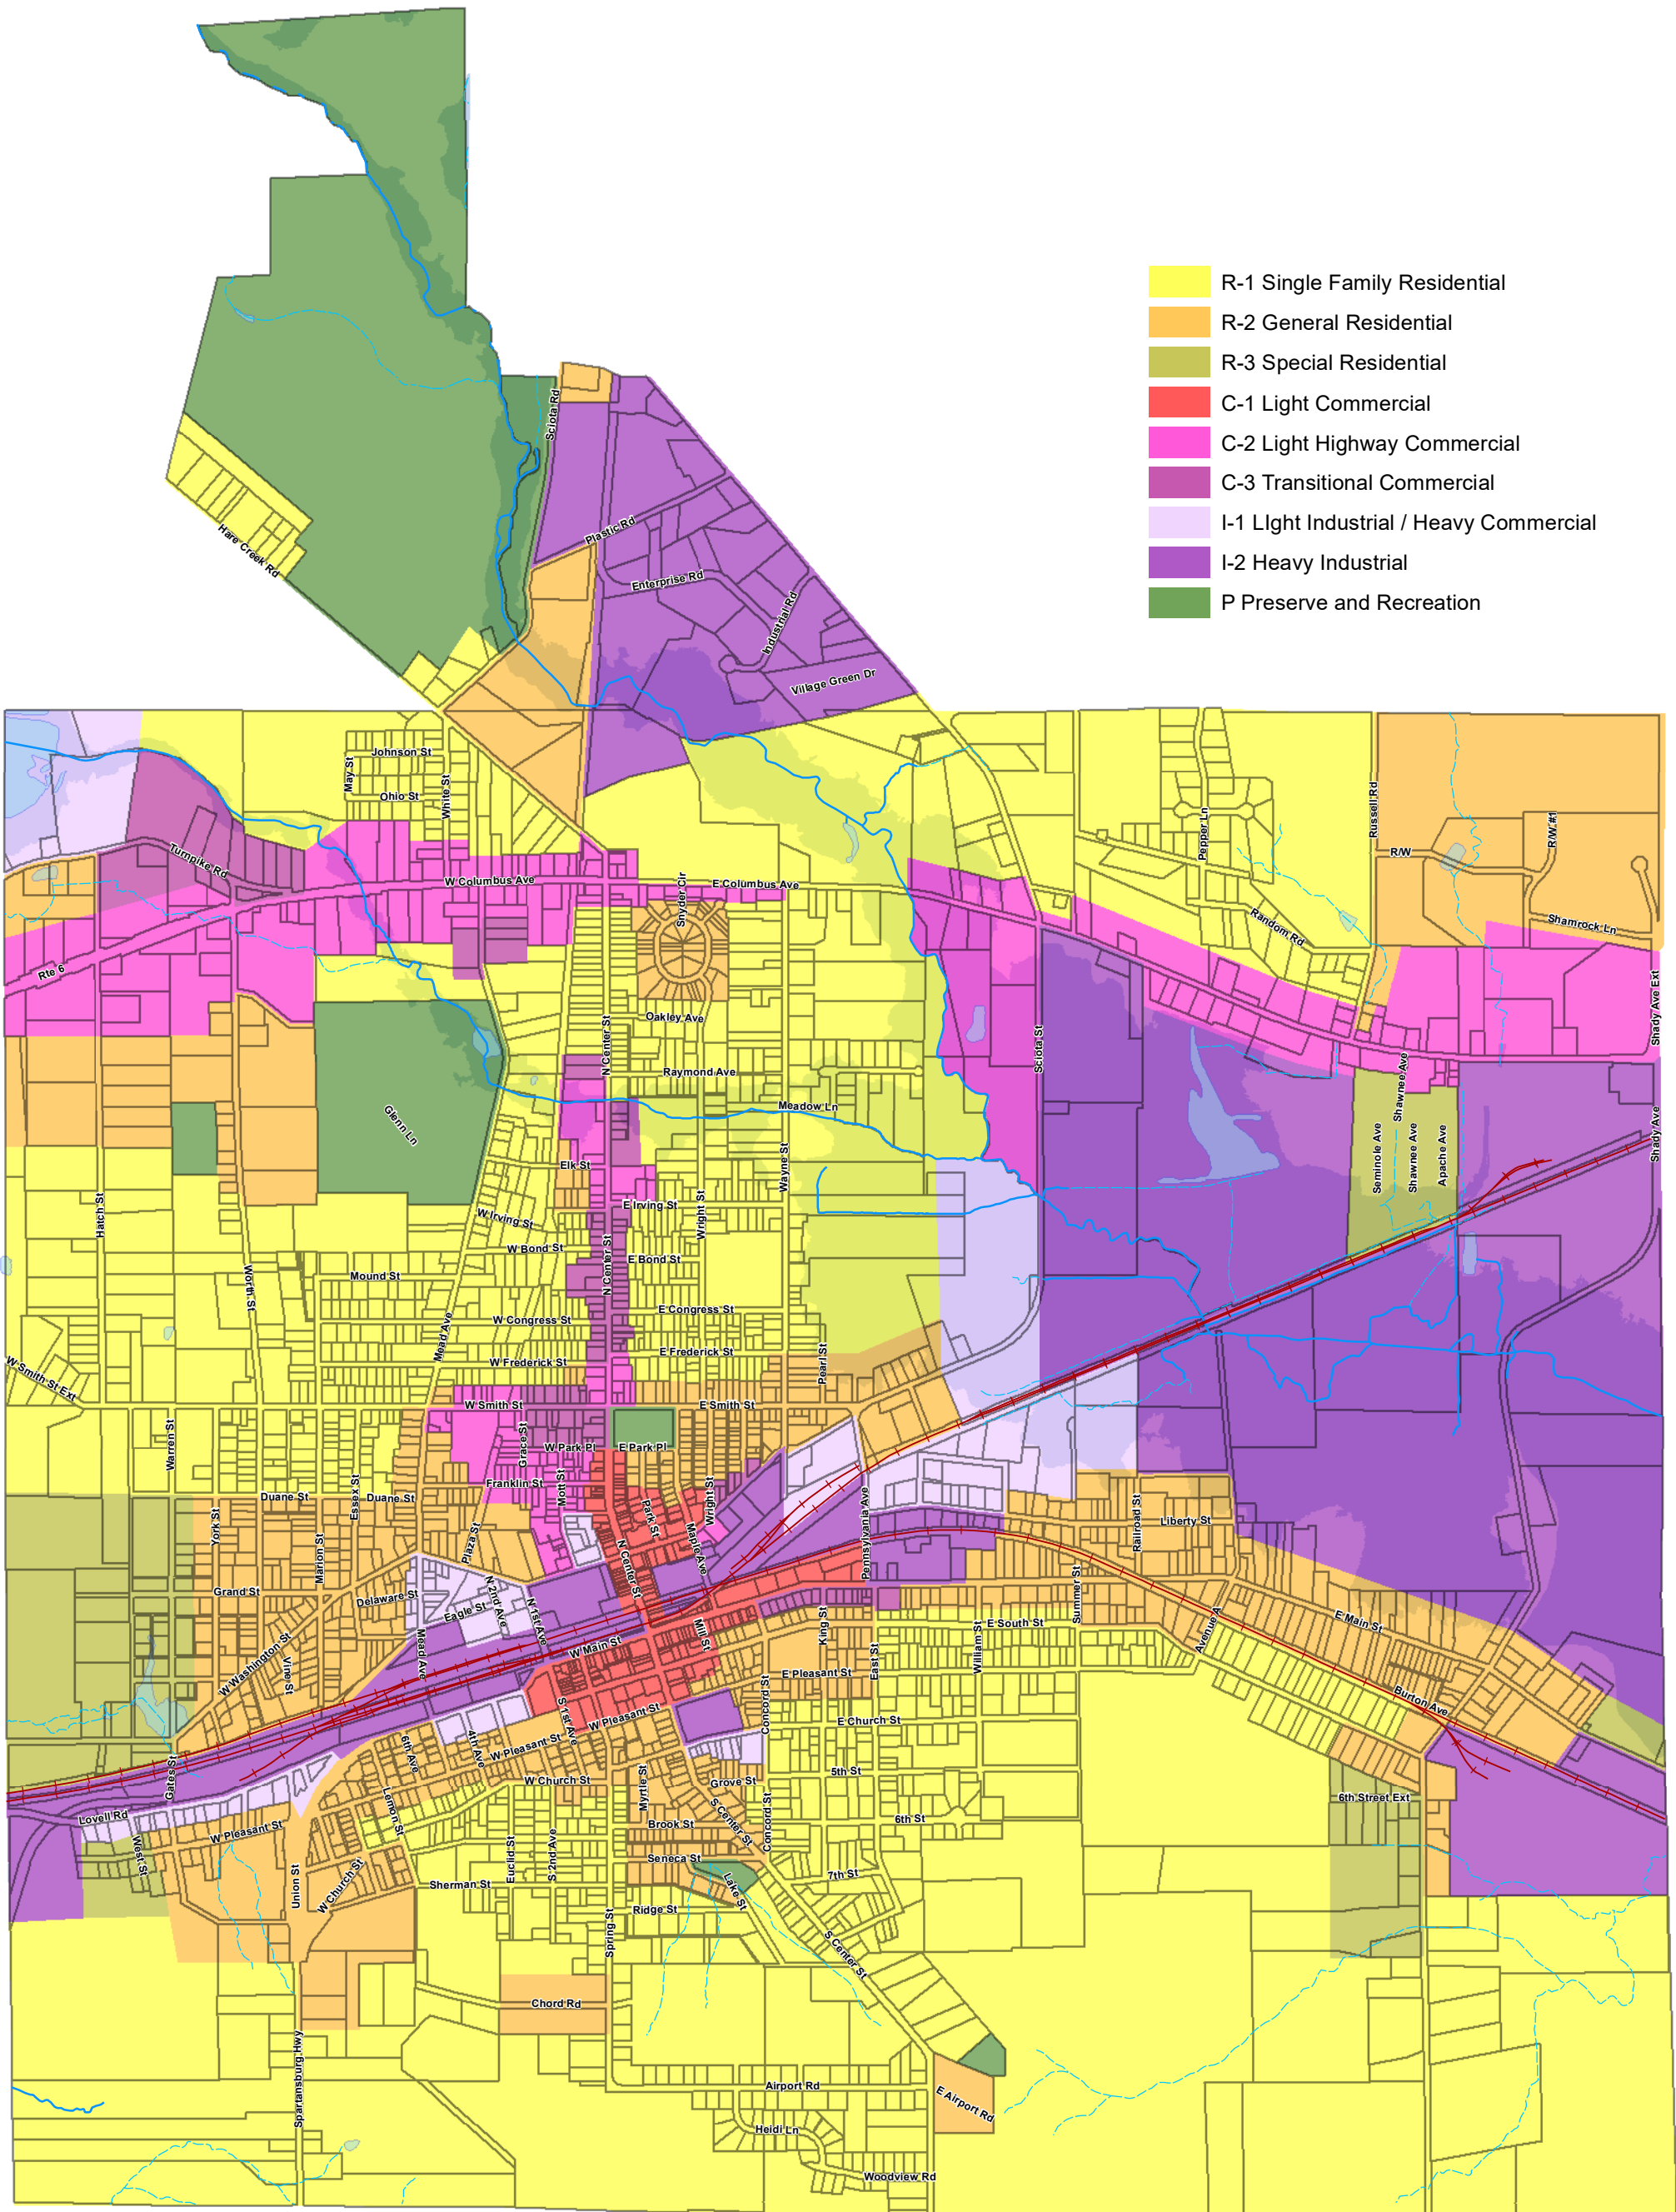 R-1 Single Family Residential
R-2 General Residential
R-3 Special Residential
C-1 Light Commercial
C-2 Light Highway Commercial
C-3 Transitional Commercial
I-1 LIght Industrial / Heavy Commercial
I-2 Heavy Industrial
P Preserve and Recreation
Sciota Rd
Plastic Rd
Hare Creek Rd
Enterprise Rd
Industrial Rd
Village Green Dr
Johnson St
May St
White St
Ohio St
Russell Rd
Pepper Ln
R/W
R/W #1
Turnpike Rd
W Columbus Ave
E Columbus Ave
Snyder Cir
Random Rd
Shamrock Ln
Rte 6
Shady Ave Ext
Oakley Ave
N Center St
Sciota St
Raymond Ave
Shawnee Ave
Meadow Ln
Glenn Ln
Shady Ave
Seminole Ave
Shawnee Ave
Apache Ave
Elk St
Wayne St
Hatch St
W Irving St
E Irving St
Wright St
W Bond St
E Bond St
N Center St
Mound St
Worth St
E Congress St
W Congress St
Mead Ave
E Frederick St
W Frederick St
Pearl St
W Smith St Ext
W Smith St
E Smith St
Warren St
Grace St
W Park Pl
E Park Pl
Franklin St
Mott St
Wright St
Duane St
Essex St
Duane St
York St
Park St
Pennsylvania Ave
Railroad St
Liberty St
Marion St
Plaza St
Maple Ave
N Center St
Grand St
Delaware St
Eagle St
N 2nd Ave
N 1st Ave
Summer St
E Main St
King St
E South St
Avenue A
Mill St
W Main St
Mead Ave
W Washington St
Vine St
East St
William St
E Pleasant St
Burton Ave
Concord St
S 1st Ave
W Pleasant St
E Church St
6th Ave
4th Ave
W Pleasant St
Gates St
5th St
W Church St
Myrtle St
Grove St
6th Street Ext
Lovell Rd
Lemon St
S Center St
Concord St
6th St
Brook St
W Pleasant St
West St
Euclid St
S 2nd Ave
Seneca St
7th St
Lake St
Union St
W Church St
Sherman St
Ridge St
Spring St
S Center St
Chord Rd
Spartansburg Hwy
Airport Rd
E Airport Rd
Heidi Ln
Woodview Rd